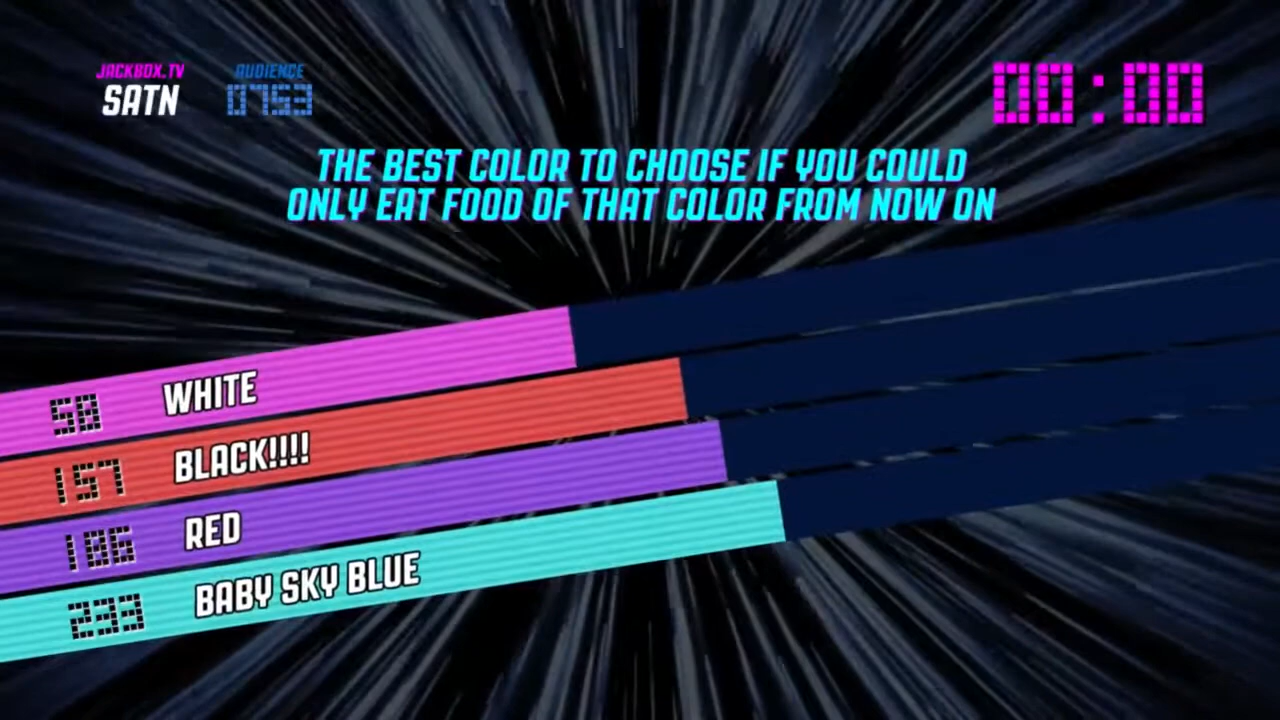 JACKBOX.TV
SATN
AUDIENCE
0753
00:00
THE BEST COLOR TO CHOOSE IF YOU COULD
ONLY EAT FOOD OF THAT COLOR FROM NOW ON
58 WHITE
157 BLACK!!!!
186 RED
233 BABY SKY BLUE